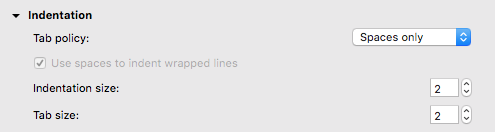 Indentation
Tab policy: Spaces only
Use spaces to indent wrapped lines
Indentation size: 2
Tab size: 2